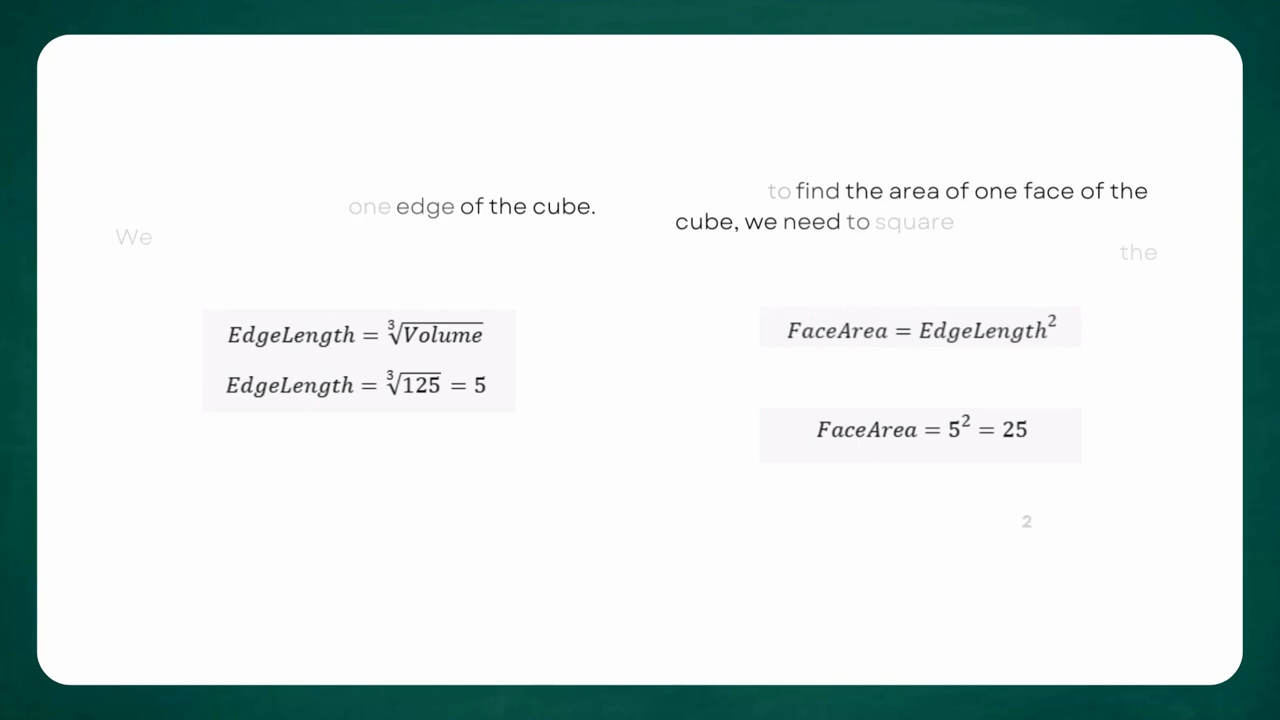 one edge of the cube.
We
EdgeLength = ∛Volume
EdgeLength = ∛125 = 5
to find the area of one face of the
cube, we need to square
the
FaceArea = EdgeLength²
FaceArea = 5² = 25
2